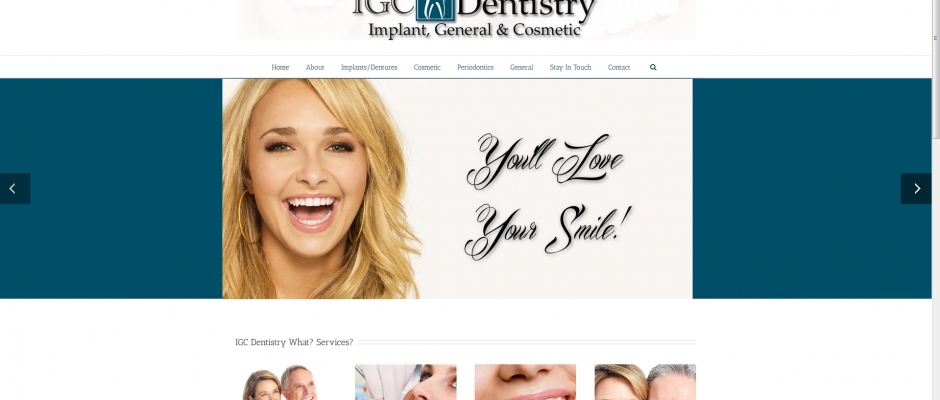 IGC Dentistry
Implant, General & Cosmetic
Home About Implants/Dentures Cosmetic Periodontics General Stay In Touch Contact
You'll Love
Your Smile!
IGC Dentistry What? Services?